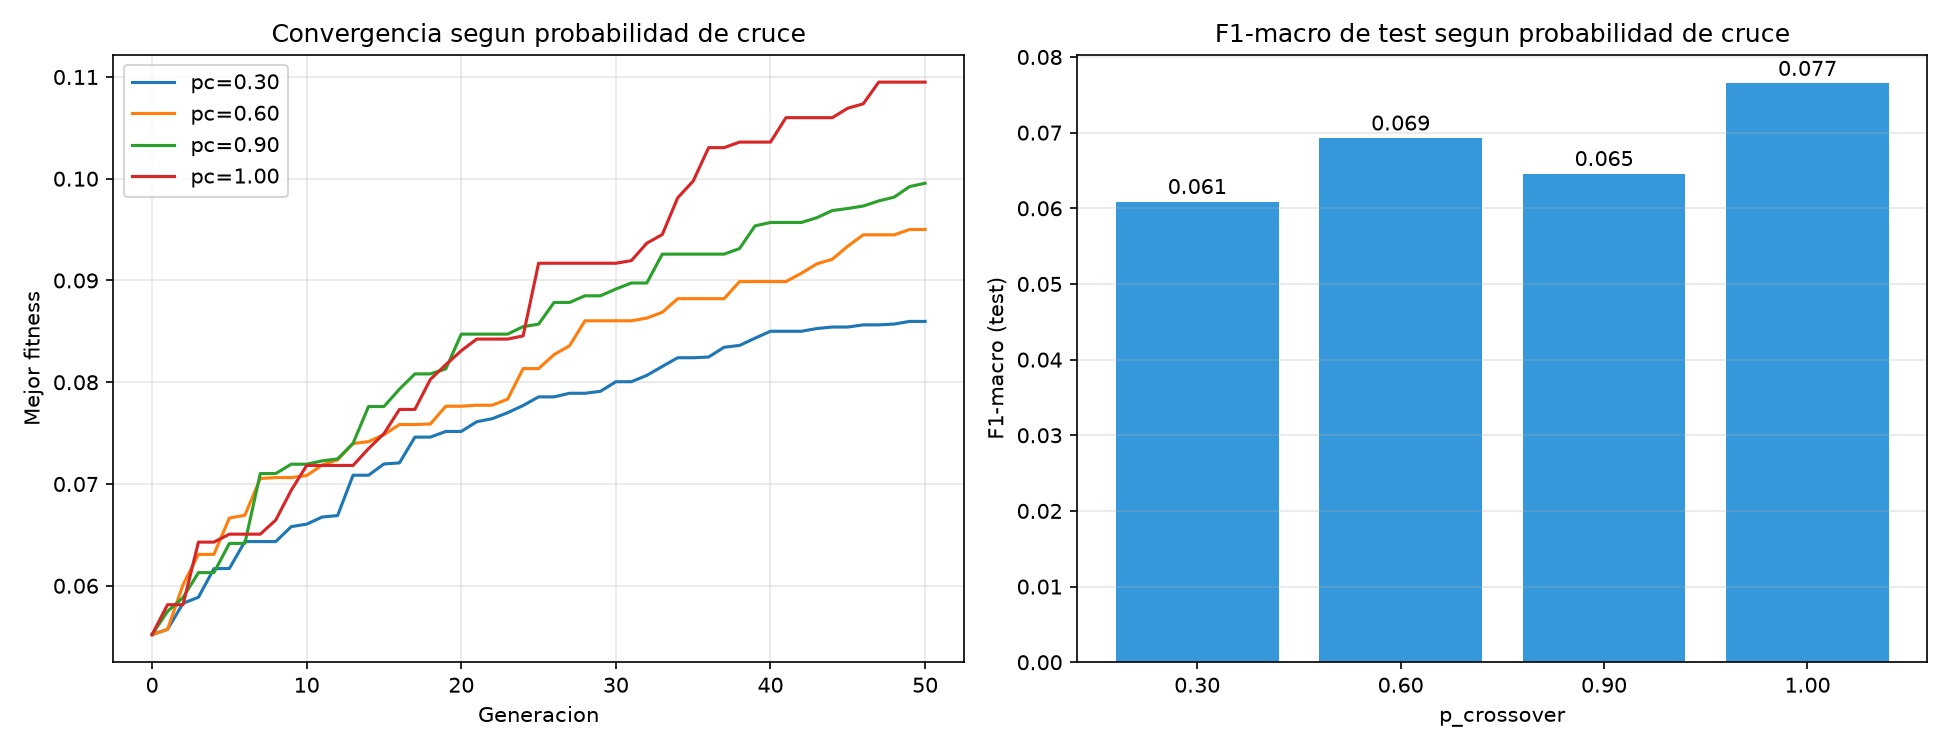 Convergencia segun probabilidad de cruce
pc=0.30
pc=0.60
pc=0.90
pc=1.00
0.11
0.10
0.09
0.08
0.07
0.06
Mejor fitness
0 10 20 30 40 50
Generacion
F1-macro de test segun probabilidad de cruce
0.08
0.07
0.06
0.05
0.04
0.03
0.02
0.01
0.00
F1-macro (test)
0.061
0.069
0.065
0.077
0.30 0.60 0.90 1.00
p_crossover